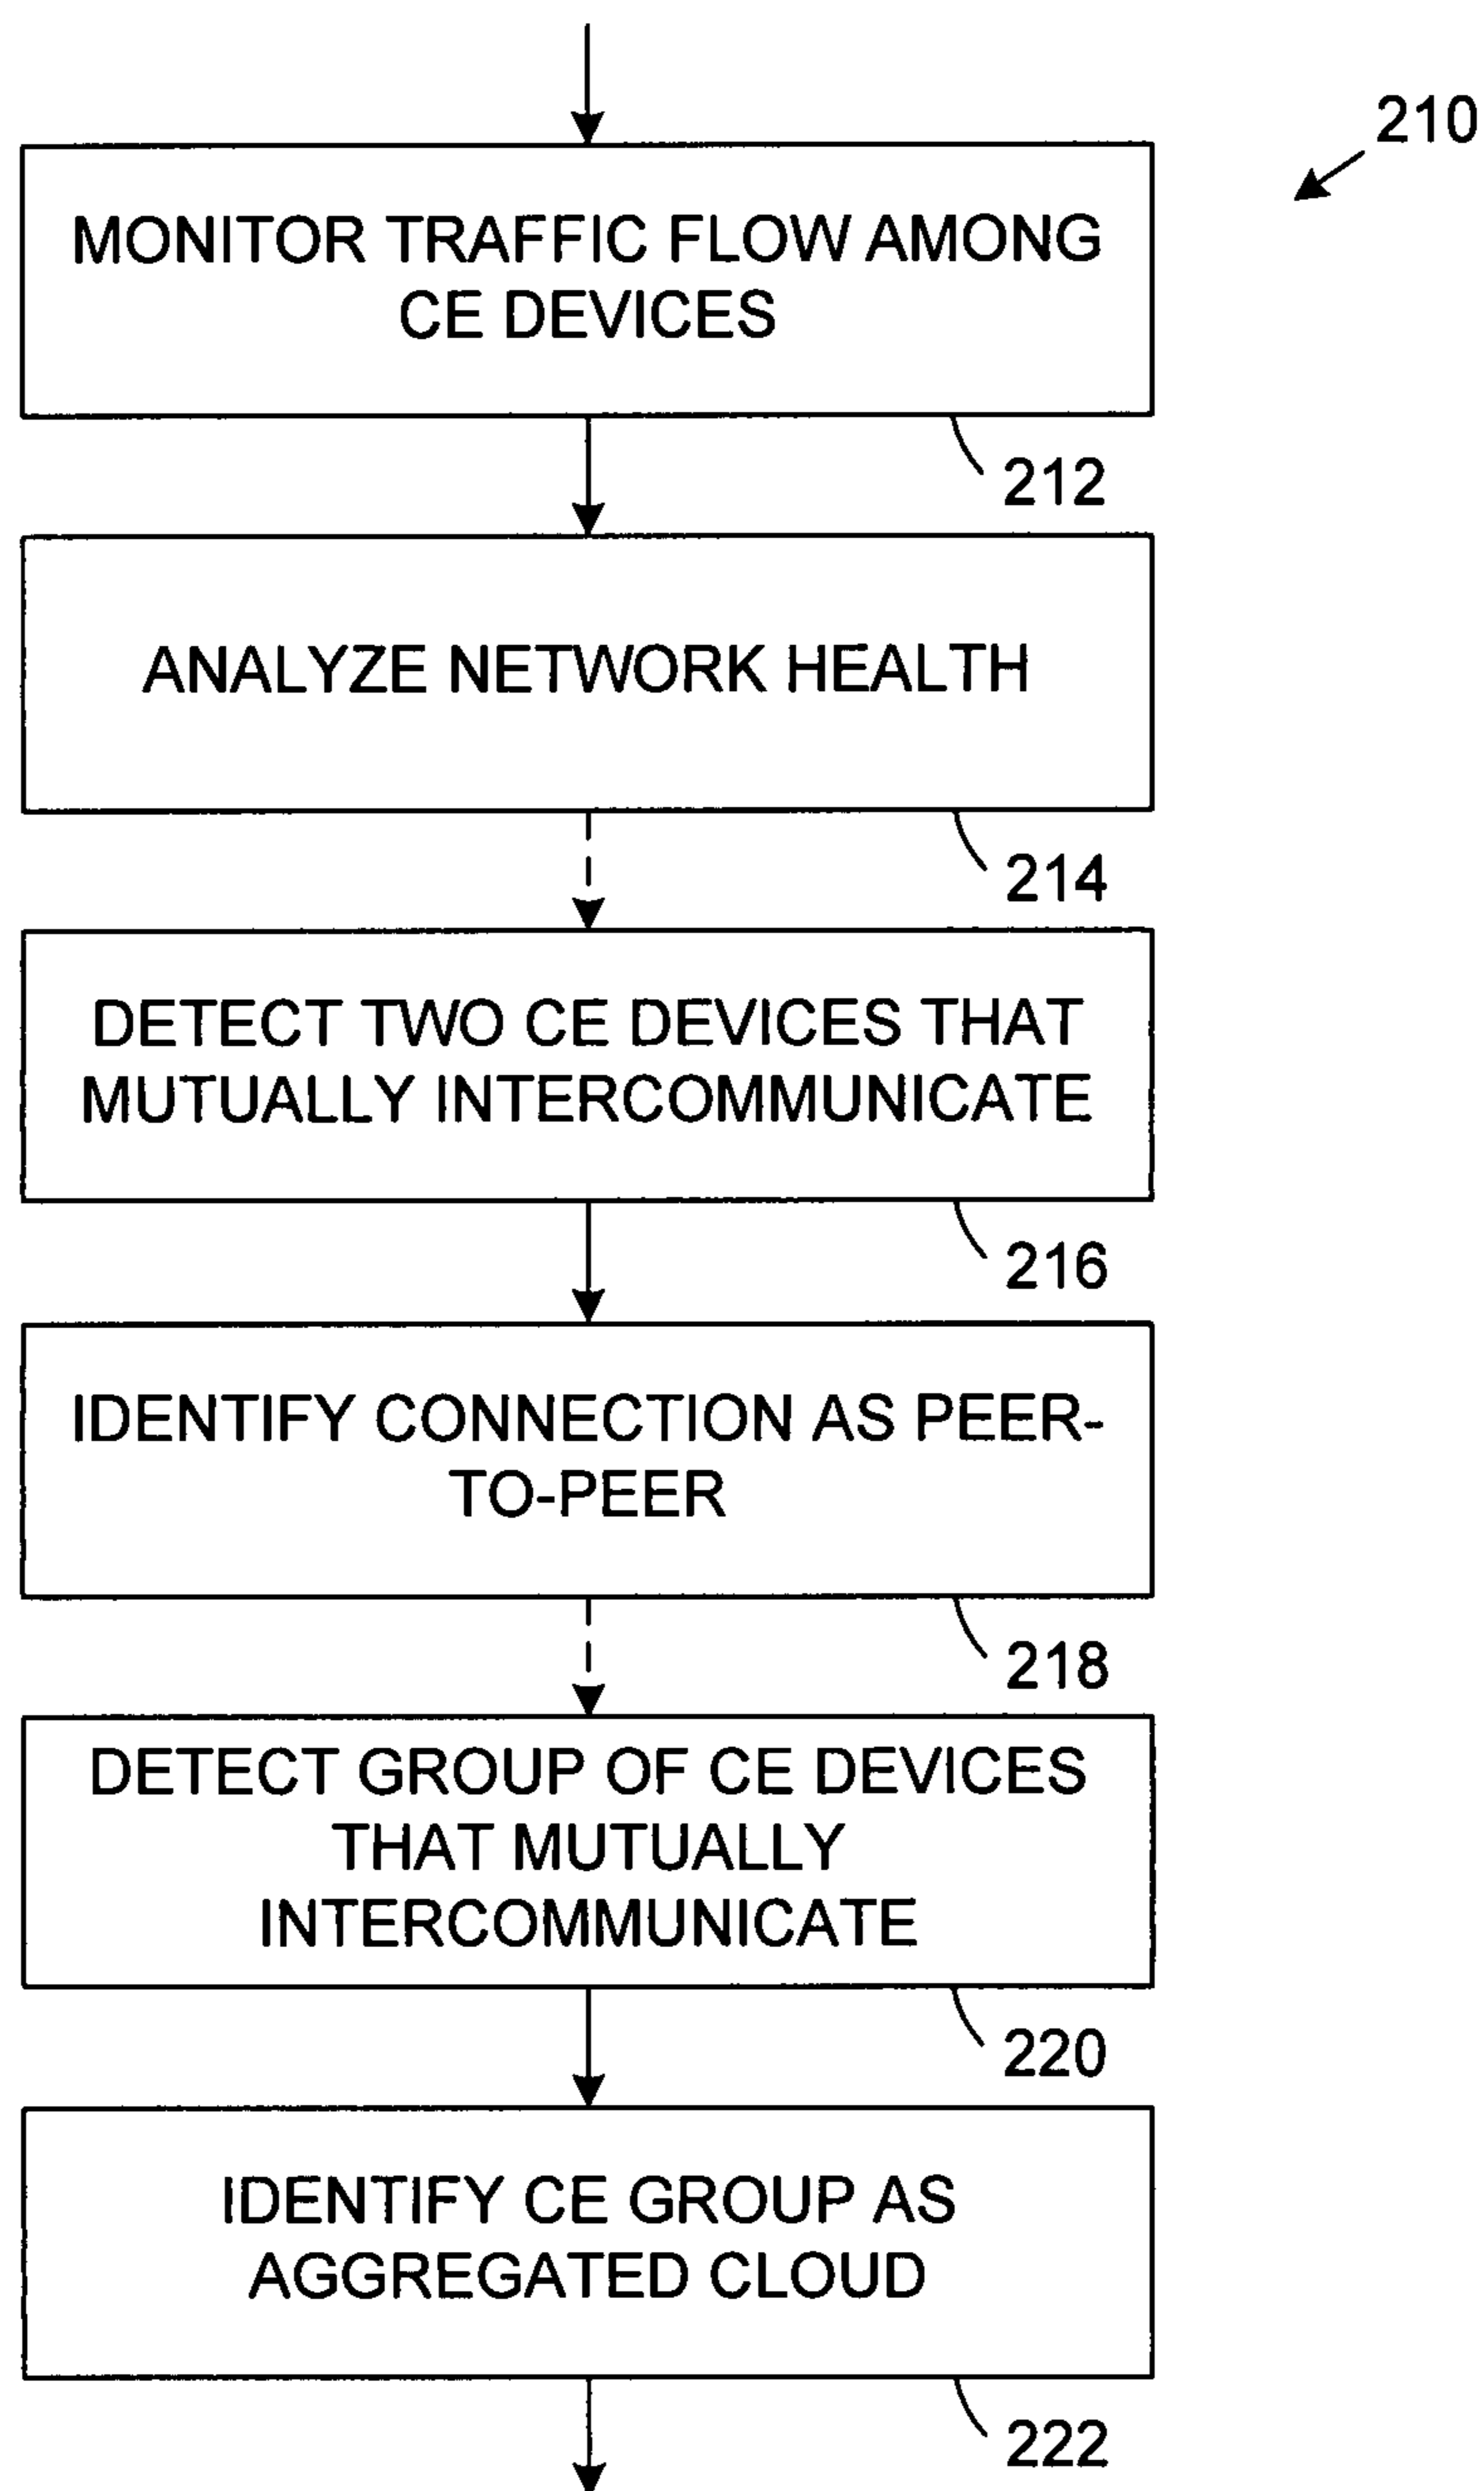 210
MONITOR TRAFFIC FLOW AMONG
CE DEVICES
212
ANALYZE NETWORK HEALTH
214
DETECT TWO CE DEVICES THAT
MUTUALLY INTERCOMMUNICATE
216
IDENTIFY CONNECTION AS PEER-
TO-PEER
218
DETECT GROUP OF CE DEVICES
THAT MUTUALLY
INTERCOMMUNICATE
220
IDENTIFY CE GROUP AS
AGGREGATED CLOUD
222